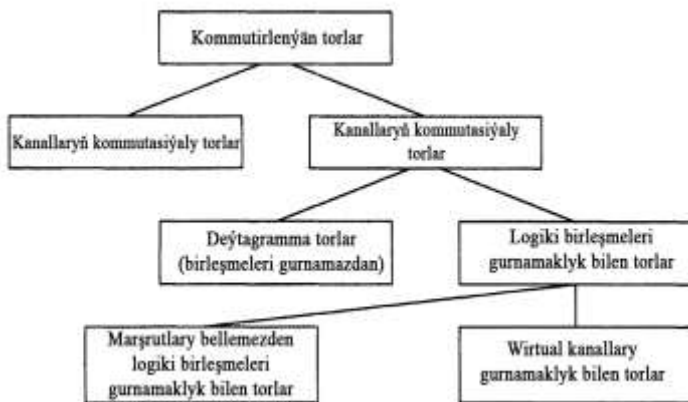 Kommutirlenýän torlar
Kanallaryň kommutasiýaly torlar
Kanallaryň kommutasiýaly
torlar
Deýtagramma torlar
(birleşmeleri gurnamazdan)
Logiki birleşmeleri
gurnamaklyk bilen torlar
Marşrutlary bellemezden
logiki birleşmeleri
gurnamaklyk bilen torlar
Wirtual kanallary
gurnamaklyk bilen torlar